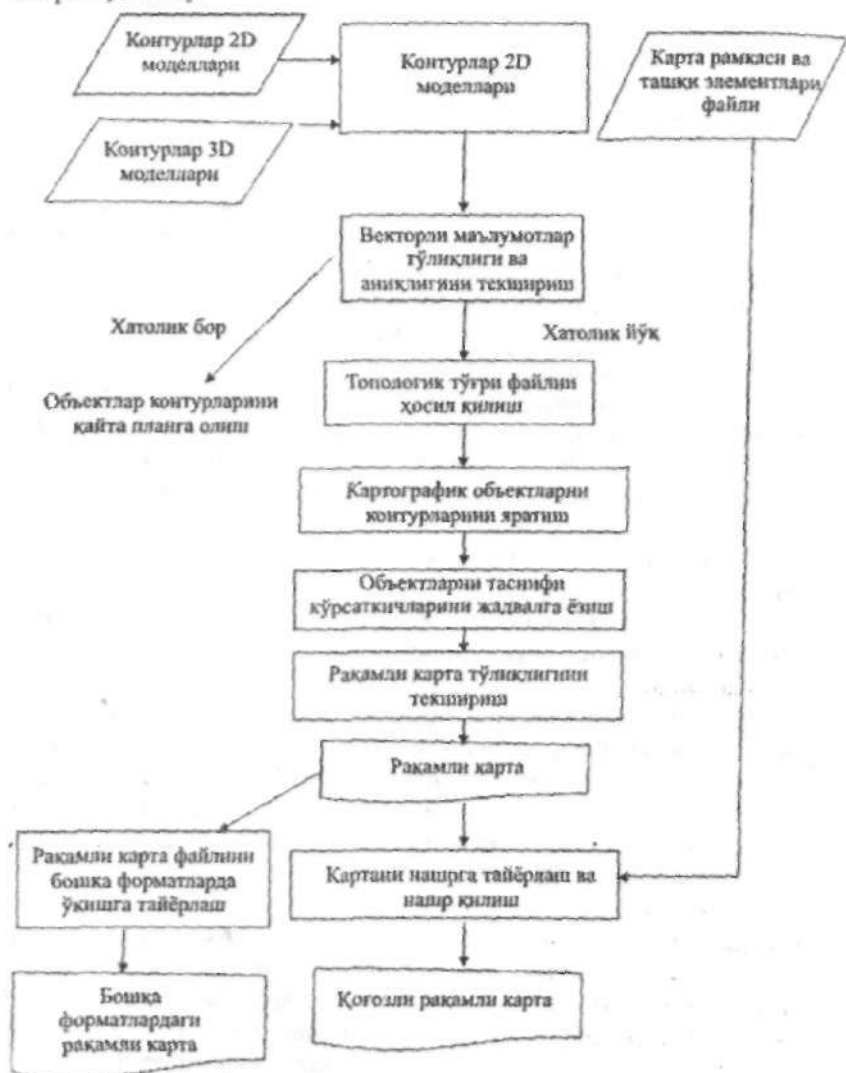 Контурлар 2D
моделлари
Контурлар 2D
моделлари
Карта рамкаси ва
ташқи элементлари
файли
Контурлар 3D
моделлари
Векторли маълумотлар
тўлиқлиги ва
аниқлигини текшириш
Хатолик бор
Хатолик йўқ
Объектлар контурларини
қайта планга олиш
Топологик тўғри файлни
ҳосил қилиш
Картографик объектларни
контурларини яратиш
Объектларни таснифи
кўрсаткичларини жадвалга ёзиш
Рақамли карта тўлиқлигини
текшириш
Рақамли карта
Рақамли карта файлини
бошка форматларда
ўқишга тайёрлаш
Картани нашрга тайёрлаш ва
нашр қилиш
Бошқа
форматлардаги
рақамли карта
Қоғозли рақамли карта